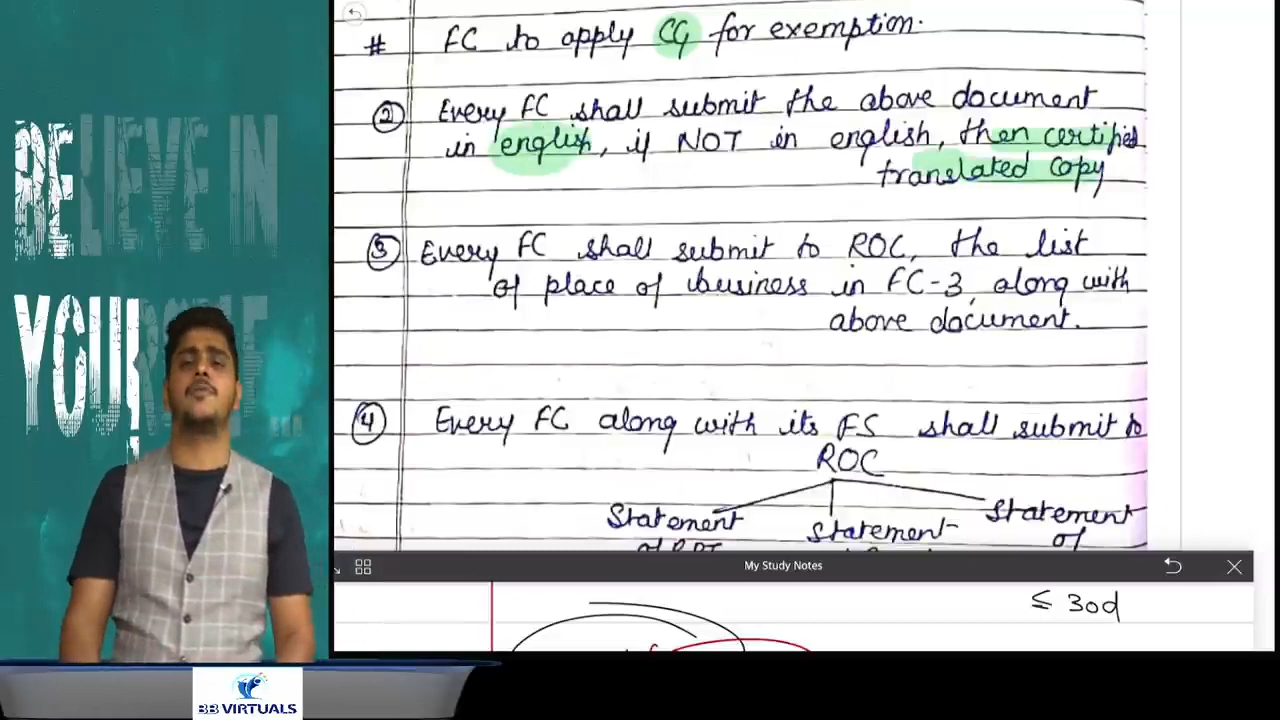 BELIEVE IN
YOURSELF...
# FC to apply CG for exemption.
② Every FC shall submit the above document
in english, if NOT in english, then certified
translated copy
③ Every FC shall submit to ROC, the list
of place of business in FC-3, along with
above document.
④ Every FC along with its FS shall submit to
ROC
Statement Statement Statement
of
My Study Notes
≤ 30d
BB VIRTUALS